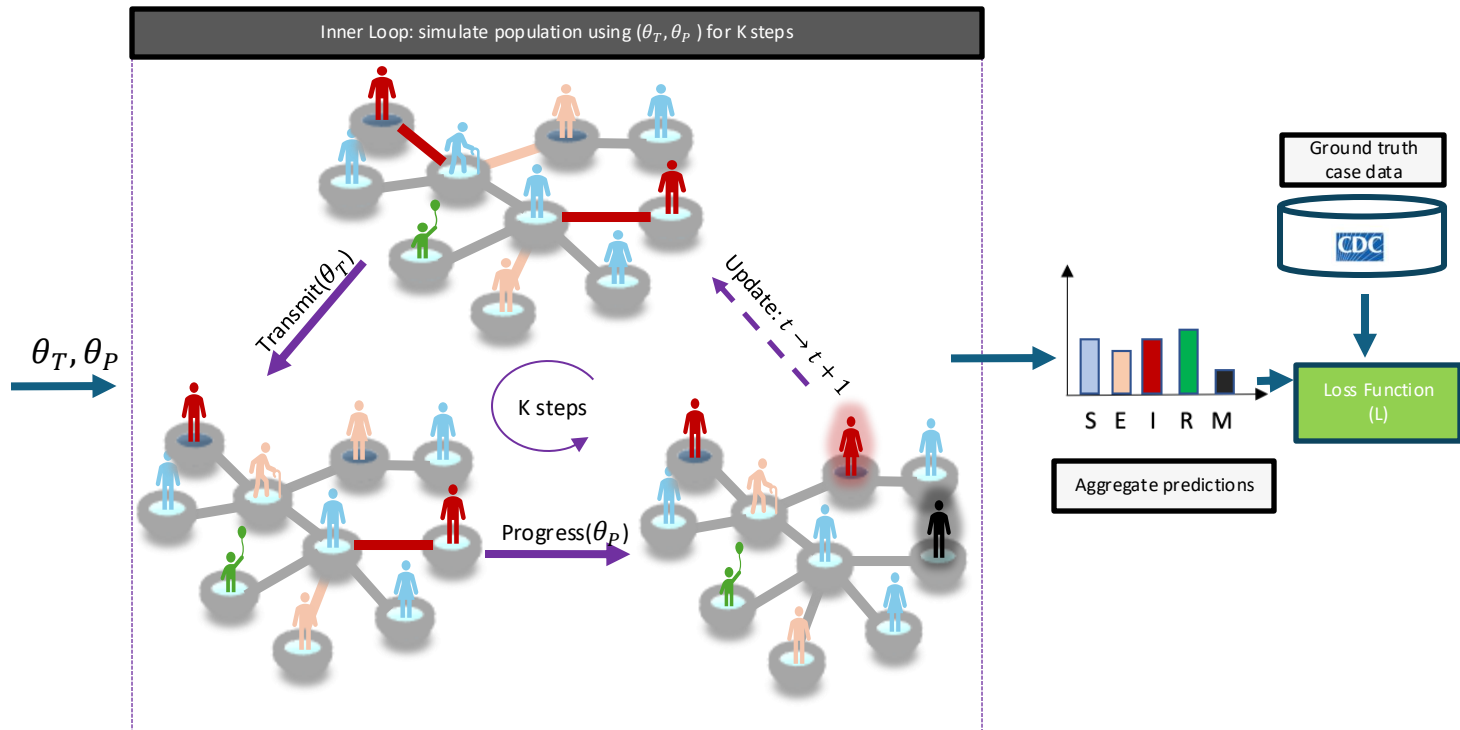 Inner Loop: simulate population using (θ_T, θ_P ) for K steps
Ground truth
case data
CDC
Transmit(θ_T)
Update: t → t + 1
θ_T, θ_P
K steps
Loss Function
(L)
S E I R M
Aggregate predictions
Progress(θ_P)